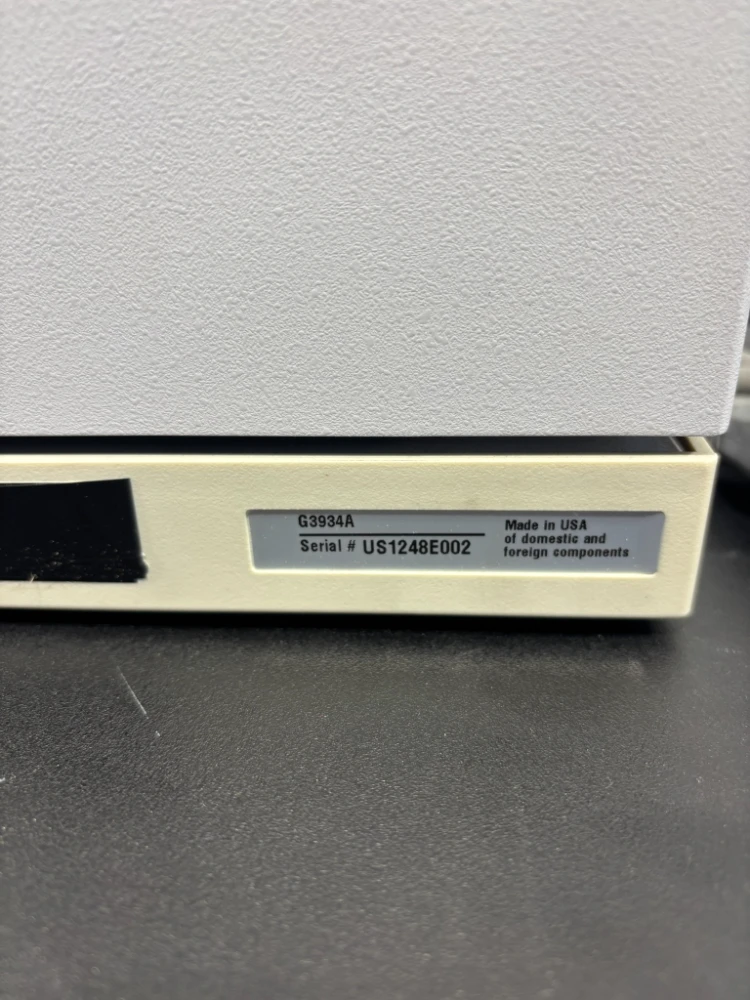 G3934A
Serial # US1248E002
Made in USA
of domestic and
foreign components